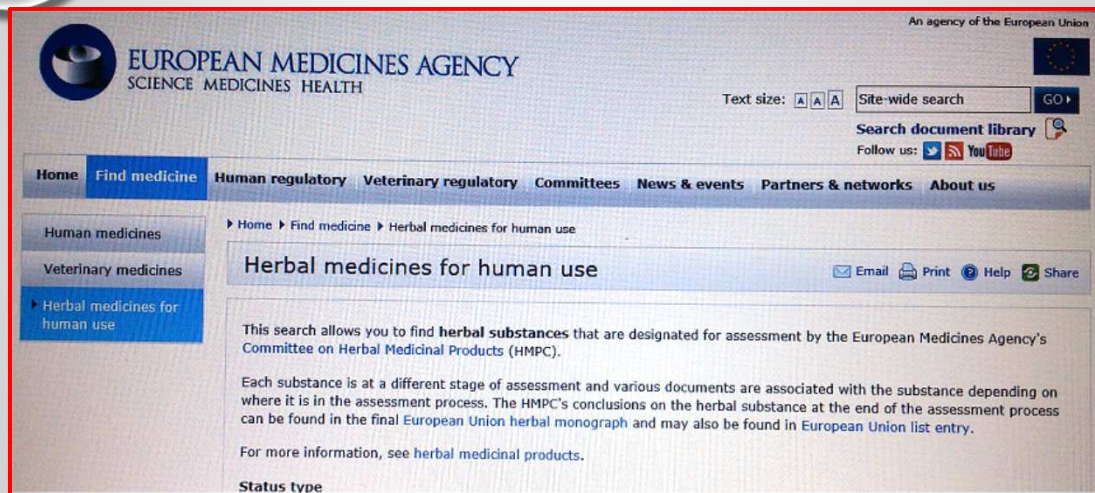 An agency of the European Union
EUROPEAN MEDICINES AGENCY
SCIENCE MEDICINES HEALTH
Text size: A A A Site-wide search GO
Search document library
Follow us: You Tube
Home Find medicine Human regulatory Veterinary regulatory Committees News & events Partners & networks About us
Human medicines
Veterinary medicines
Herbal medicines for
human use
Home Find medicine Herbal medicines for human use
Herbal medicines for human use
Email Print Help Share
This search allows you to find herbal substances that are designated for assessment by the European Medicines Agency's
Committee on Herbal Medicinal Products (HMPC).
Each substance is at a different stage of assessment and various documents are associated with the substance depending on
where it is in the assessment process. The HMPC's conclusions on the herbal substance at the end of the assessment process
can be found in the final European Union herbal monograph and may also be found in European Union list entry.
For more information, see herbal medicinal products.
Status type